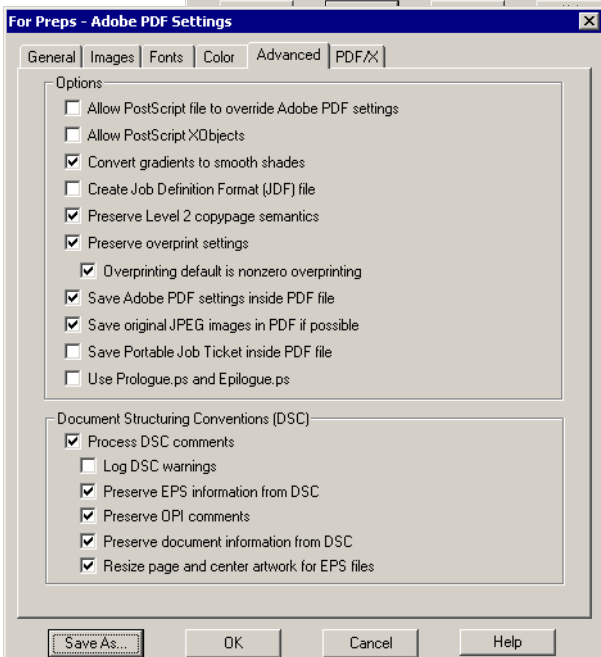 For Preps - Adobe PDF Settings
General Images Fonts Color Advanced PDF/X
Options
Allow PostScript file to override Adobe PDF settings
Allow PostScript XObjects
Convert gradients to smooth shades
Create Job Definition Format (JDF) file
Preserve Level 2 copypage semantics
Preserve overprint settings
Overprinting default is nonzero overprinting
Save Adobe PDF settings inside PDF file
Save original JPEG images in PDF if possible
Save Portable Job Ticket inside PDF file
Use Prologue.ps and Epilogue.ps
Document Structuring Conventions (DSC)
Process DSC comments
Log DSC warnings
Preserve EPS information from DSC
Preserve OPI comments
Preserve document information from DSC
Resize page and center artwork for EPS files
Save As... OK Cancel Help